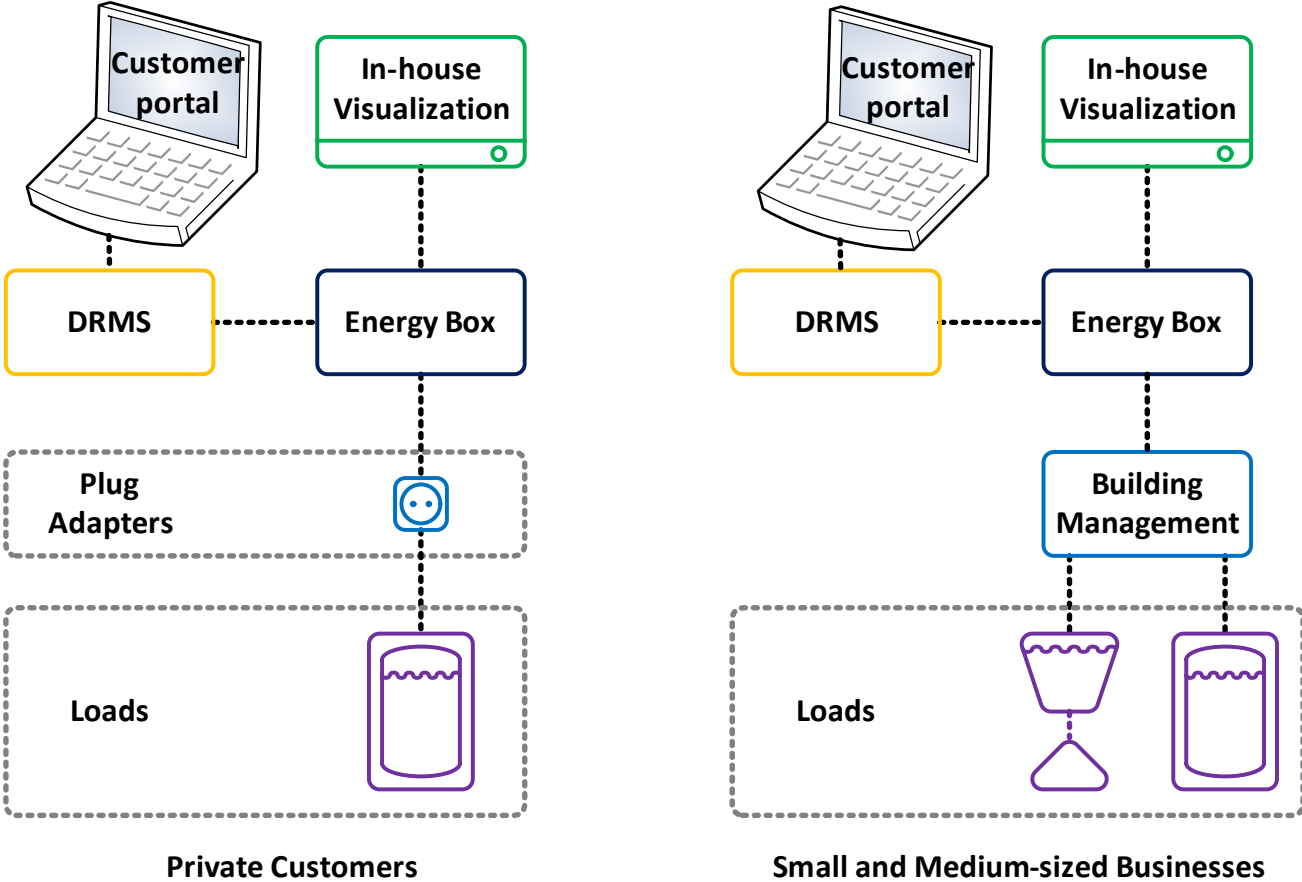 Customer
portal
In-house
Visualization
DRMS
Energy Box
Plug
Adapters
Loads
Private Customers
Customer
portal
In-house
Visualization
DRMS
Energy Box
Building
Management
Loads
Small and Medium-sized Businesses